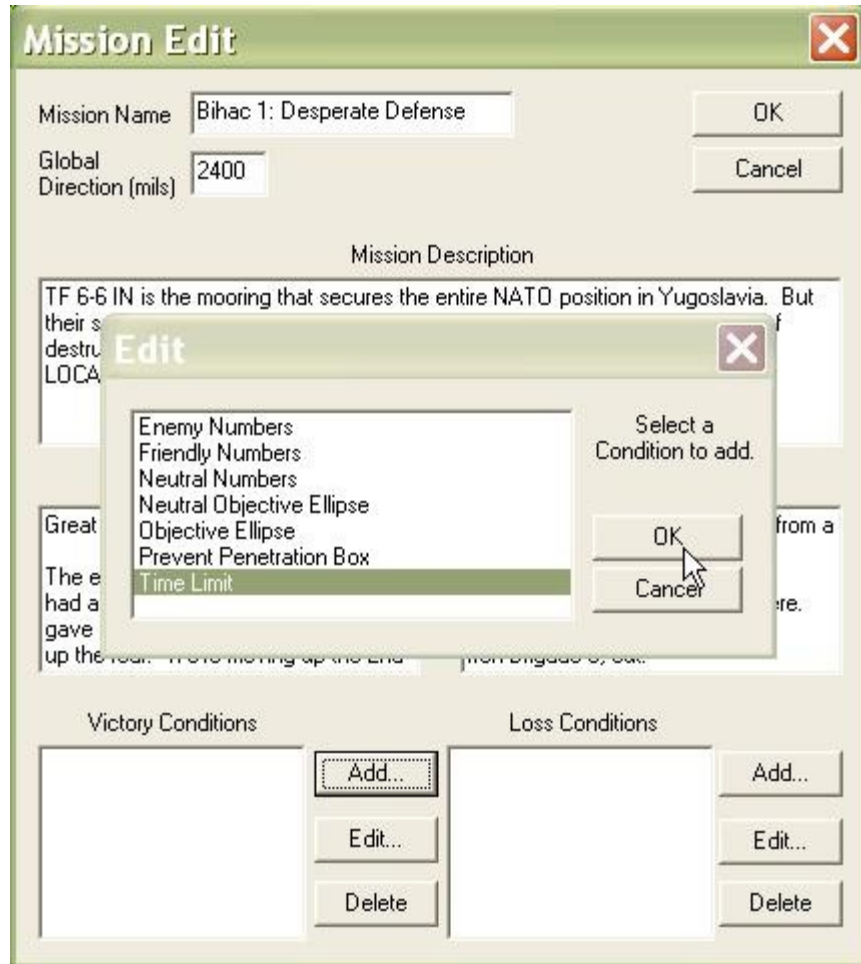 Mission Edit
Mission Name
Bihac 1: Desperate Defense
OK
Global
Direction (mils)
2400
Cancel
Mission Description
TF 6-6 IN is the mooring that secures the entire NATO position in Yugoslavia. But
their s
destru
LOCA
Edit
Enemy Numbers
Friendly Numbers
Neutral Numbers
Neutral Objective Ellipse
Objective Ellipse
Prevent Penetration Box
Time Limit
Select a
Condition to add.
OK
Cancel
Great
from a
The e
had a
ere.
gave
up the
Victory Conditions
Loss Conditions
Add...
Edit...
Delete
Add...
Edit...
Delete